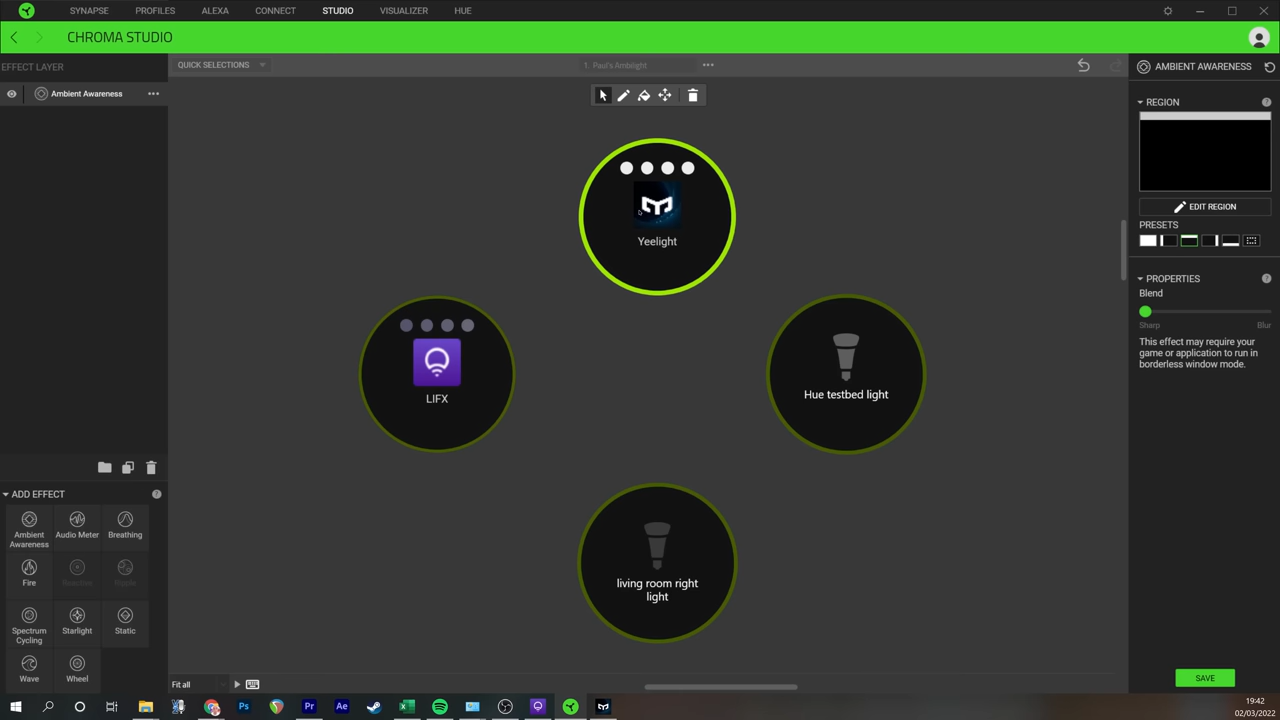 SYNAPSE PROFILES ALEXA CONNECT STUDIO VISUALIZER HUE
CHROMA STUDIO
EFFECT LAYER
QUICK SELECTIONS
1. Paul's Ambilight
AMBIENT AWARENESS
Ambient Awareness
REGION
EDIT REGION
PRESETS
PROPERTIES
Blend
Sharp Blur
This effect may require your
game or application to run in
borderless window mode.
Yeelight
LIFX
Hue testbed light
living room right
light
ADD EFFECT
Ambient
Awareness
Audio Meter
Breathing
Fire
Reactive
Ripple
Spectrum
Cycling
Starlight
Static
Wave
Wheel
Fit all
SAVE
Ps
Pr
Ae
19:42
02/03/2022